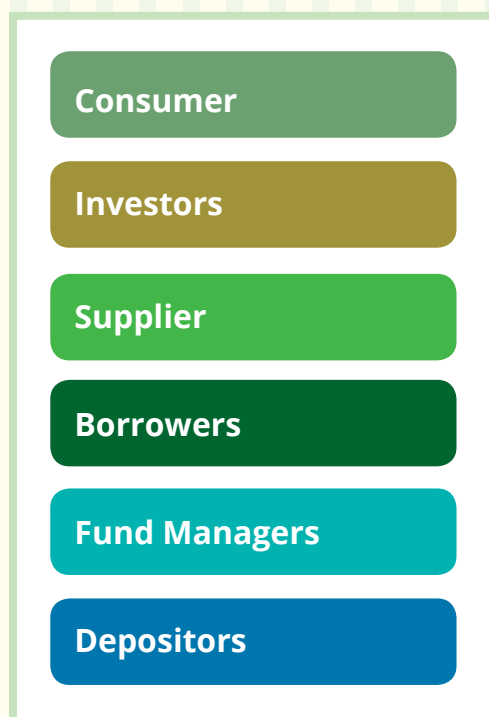 Consumer
Investors
Supplier
Borrowers
Fund Managers
Depositors